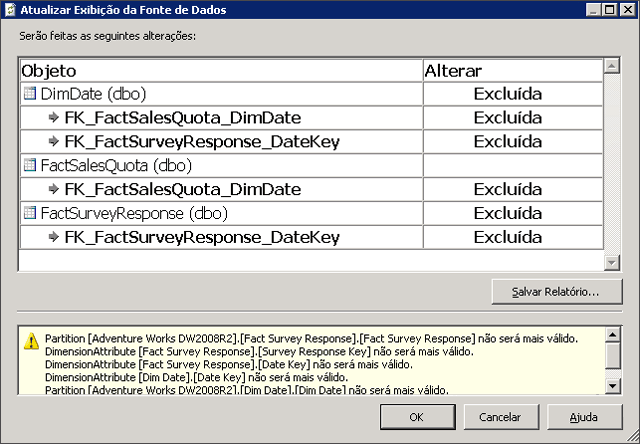 Atualizar Exibição da Fonte de Dados
Serão feitas as seguintes alterações:
Objeto Alterar
DimDate (dbo) Excluída
FK_FactSalesQuota_DimDate Excluída
FK_FactSurveyResponse_DateKey Excluída
FactSalesQuota (dbo)
FK_FactSalesQuota_DimDate Excluída
FactSurveyResponse (dbo) Excluída
FK_FactSurveyResponse_DateKey Excluída
Salvar Relatório...
Partition [Adventure Works DW2008R2].[Fact Survey Response].[Fact Survey Response] não será mais válido.
DimensionAttribute [Fact Survey Response].[Survey Response Key] não será mais válido.
DimensionAttribute [Fact Survey Response].[Date Key] não será mais válido.
DimensionAttribute [Dim Date].[Date Key] não será mais válido.
Partition [Adventure Works DW2008R2].[Dim Date].[Dim Date] não será mais válido.
OK Cancelar Ajuda